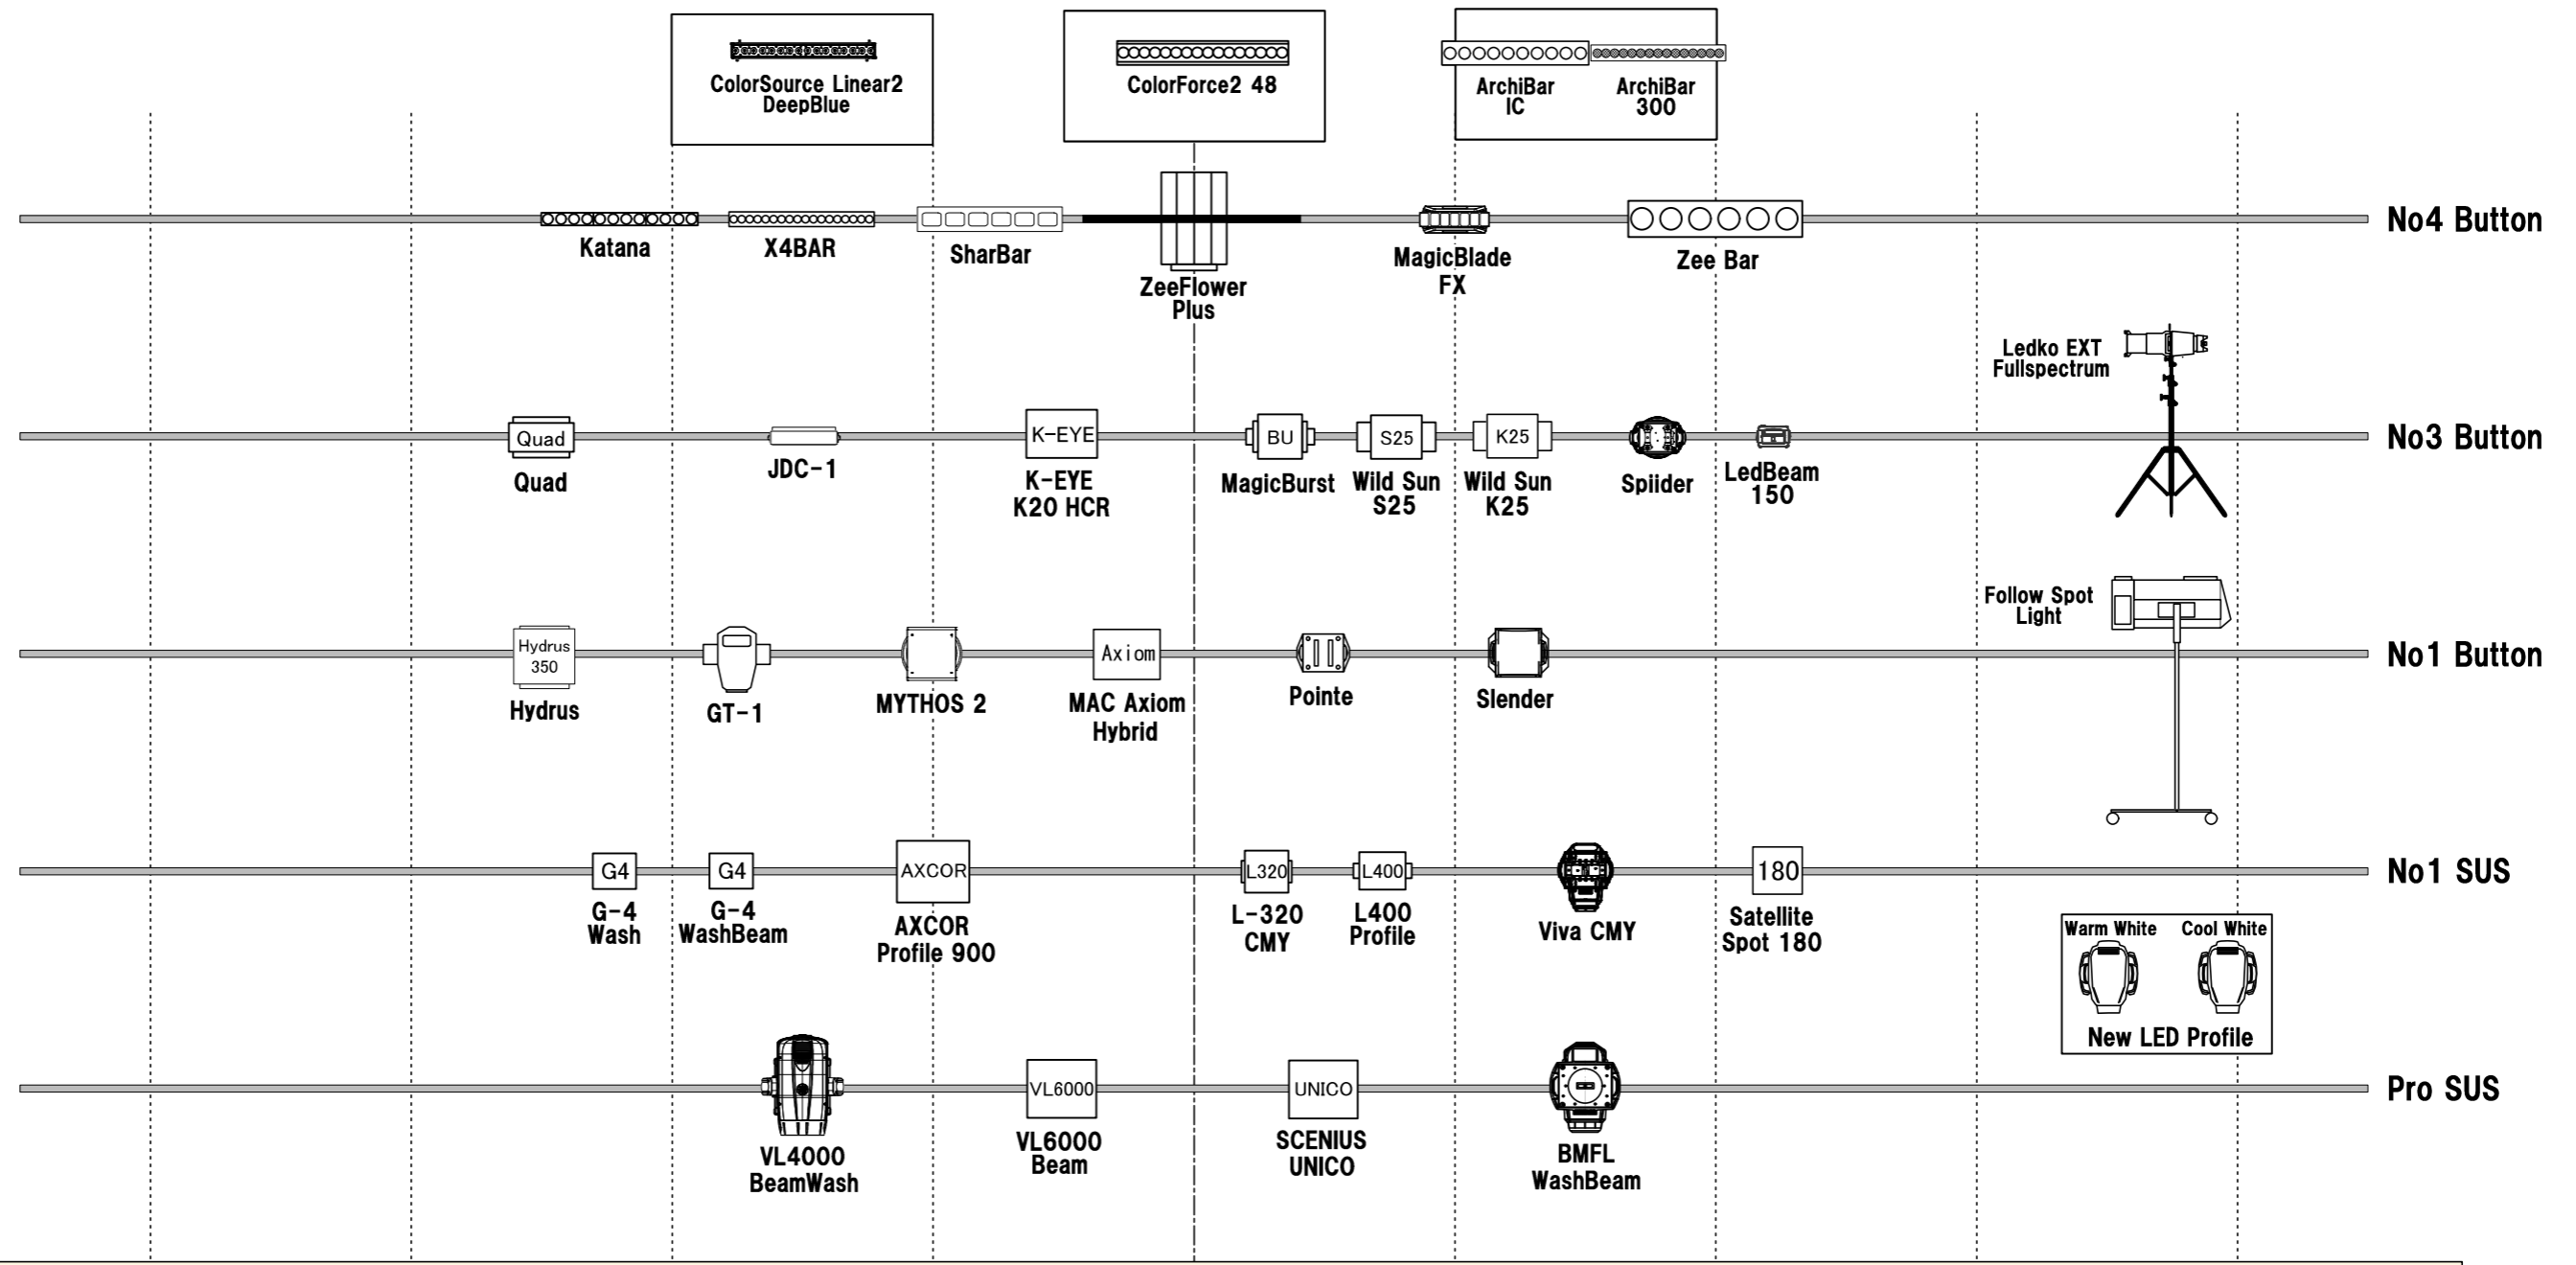 ColorSource Linear2
DeepBlue
ColorForce2 48
ArchiBar
IC
ArchiBar
300
Katana
X4BAR
SharBar
ZeeFlower
Plus
MagicBlade
FX
Zee Bar
No4 Button
Ledko EXT
Fullspectrum
Quad
Quad
JDC-1
K-EYE
K-EYE
K20 HCR
BU
MagicBurst
S25
Wild Sun
S25
K25
Wild Sun
K25
Spiider
LedBeam
150
No3 Button
Follow Spot
Light
Hydrus
350
Hydrus
GT-1
MYTHOS 2
Axiom
MAC Axiom
Hybrid
Pointe
Slender
No1 Button
G4
G-4
Wash
G4
G-4
WashBeam
AXCOR
AXCOR
Profile 900
L320
L-320
CMY
L400
L400
Profile
Viva CMY
180
Satellite
Spot 180
No1 SUS
Warm White
Cool White
New LED Profile
VL4000
BeamWash
VL6000
VL6000
Beam
UNICO
SCENIUS
UNICO
BMFL
WashBeam
Pro SUS